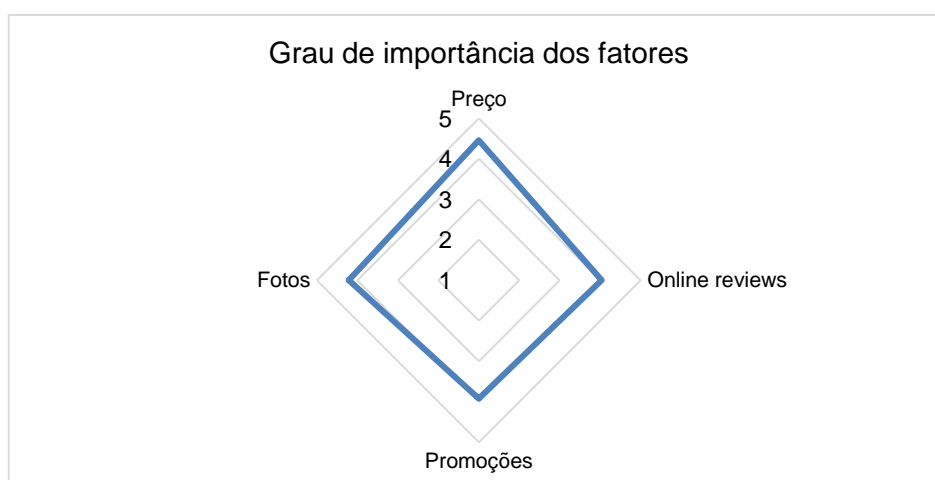 Grau de importância dos fatores
Preço
5
4
3
2
1
Fotos
Online reviews
Promoções